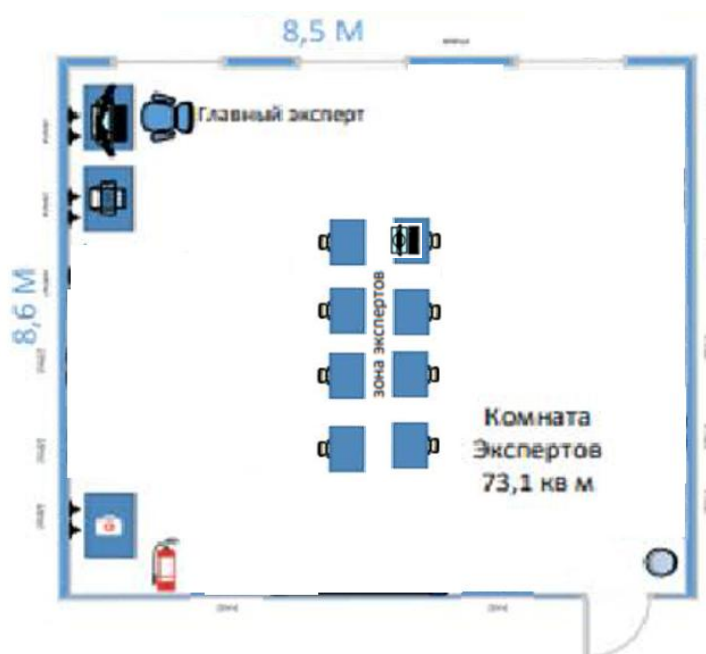 8,5 М
Главный эксперт
8,6 М
зона экспертов
Комната
Экспертов
73,1 кв м